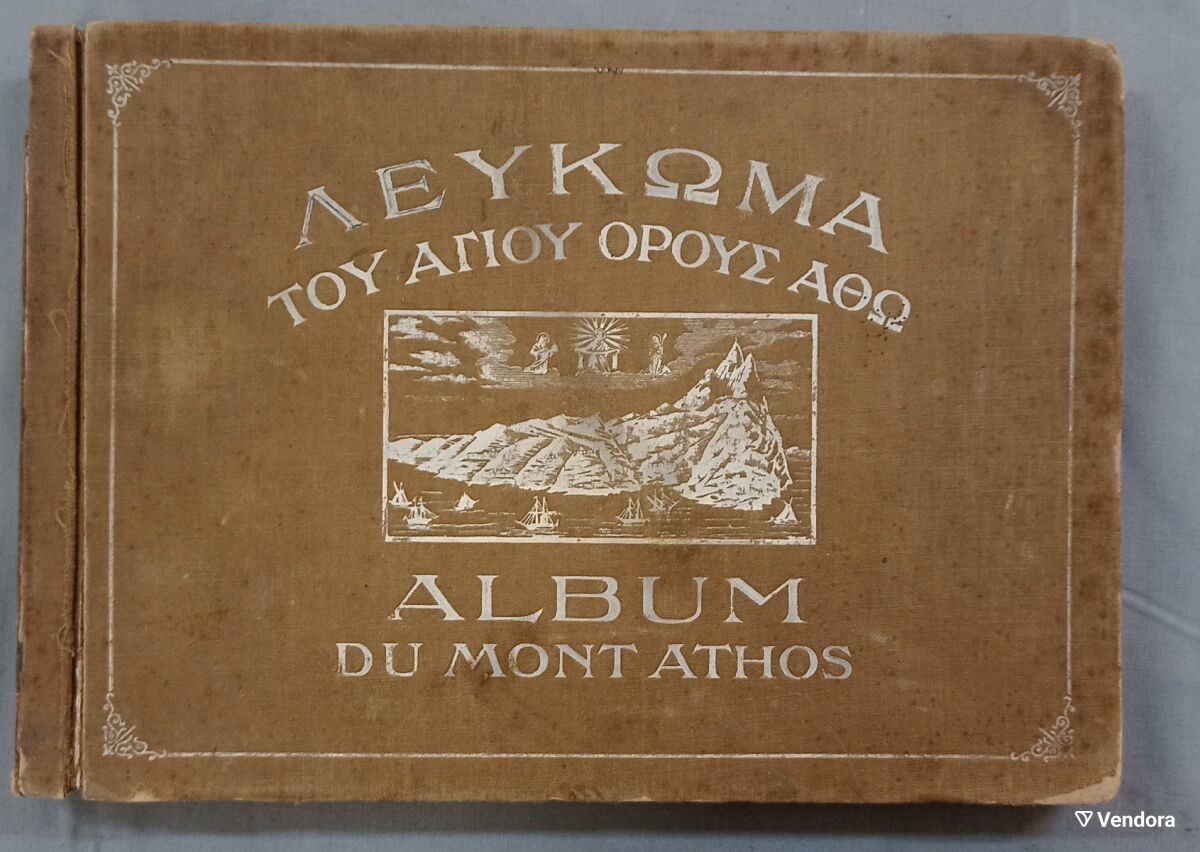 ΛΕΥΚΩΜΑ
ΤΟΥ ΑΓΙΟΥ ΟΡΟΥΣ ΑΘΩ
ALBUM
DU MONT ATHOS
Vendora